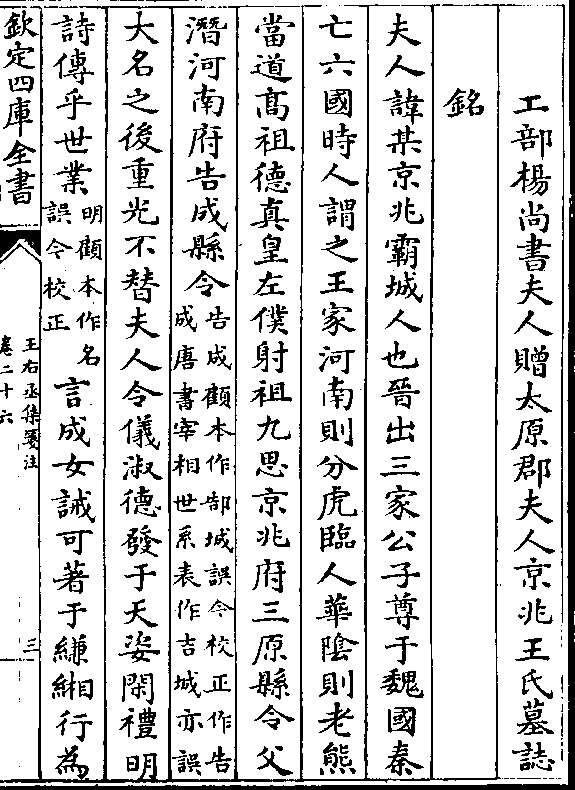 工部楊尚書夫人贈太原郡夫人京兆王氏墓誌
銘
夫人諱某京兆霸城人也晉出三家公子尊于魏國秦
亡六國時人謂之王家河南則分虎臨人華陰則老熊
當道髙祖德真皇左僕射祖九思京兆府三原縣令父
潛河南府告成縣令告成顧本作郜城誤今校正作告成唐書宰相世系表作吉城亦誤
大名之後重光不替夫人令儀淑德發于天姿閑禮明
詩傳乎世業明顧本作名誤今校正言成女誡可著于縑緗行為
欽定四庫全書
王右丞集箋注
卷二十六
三